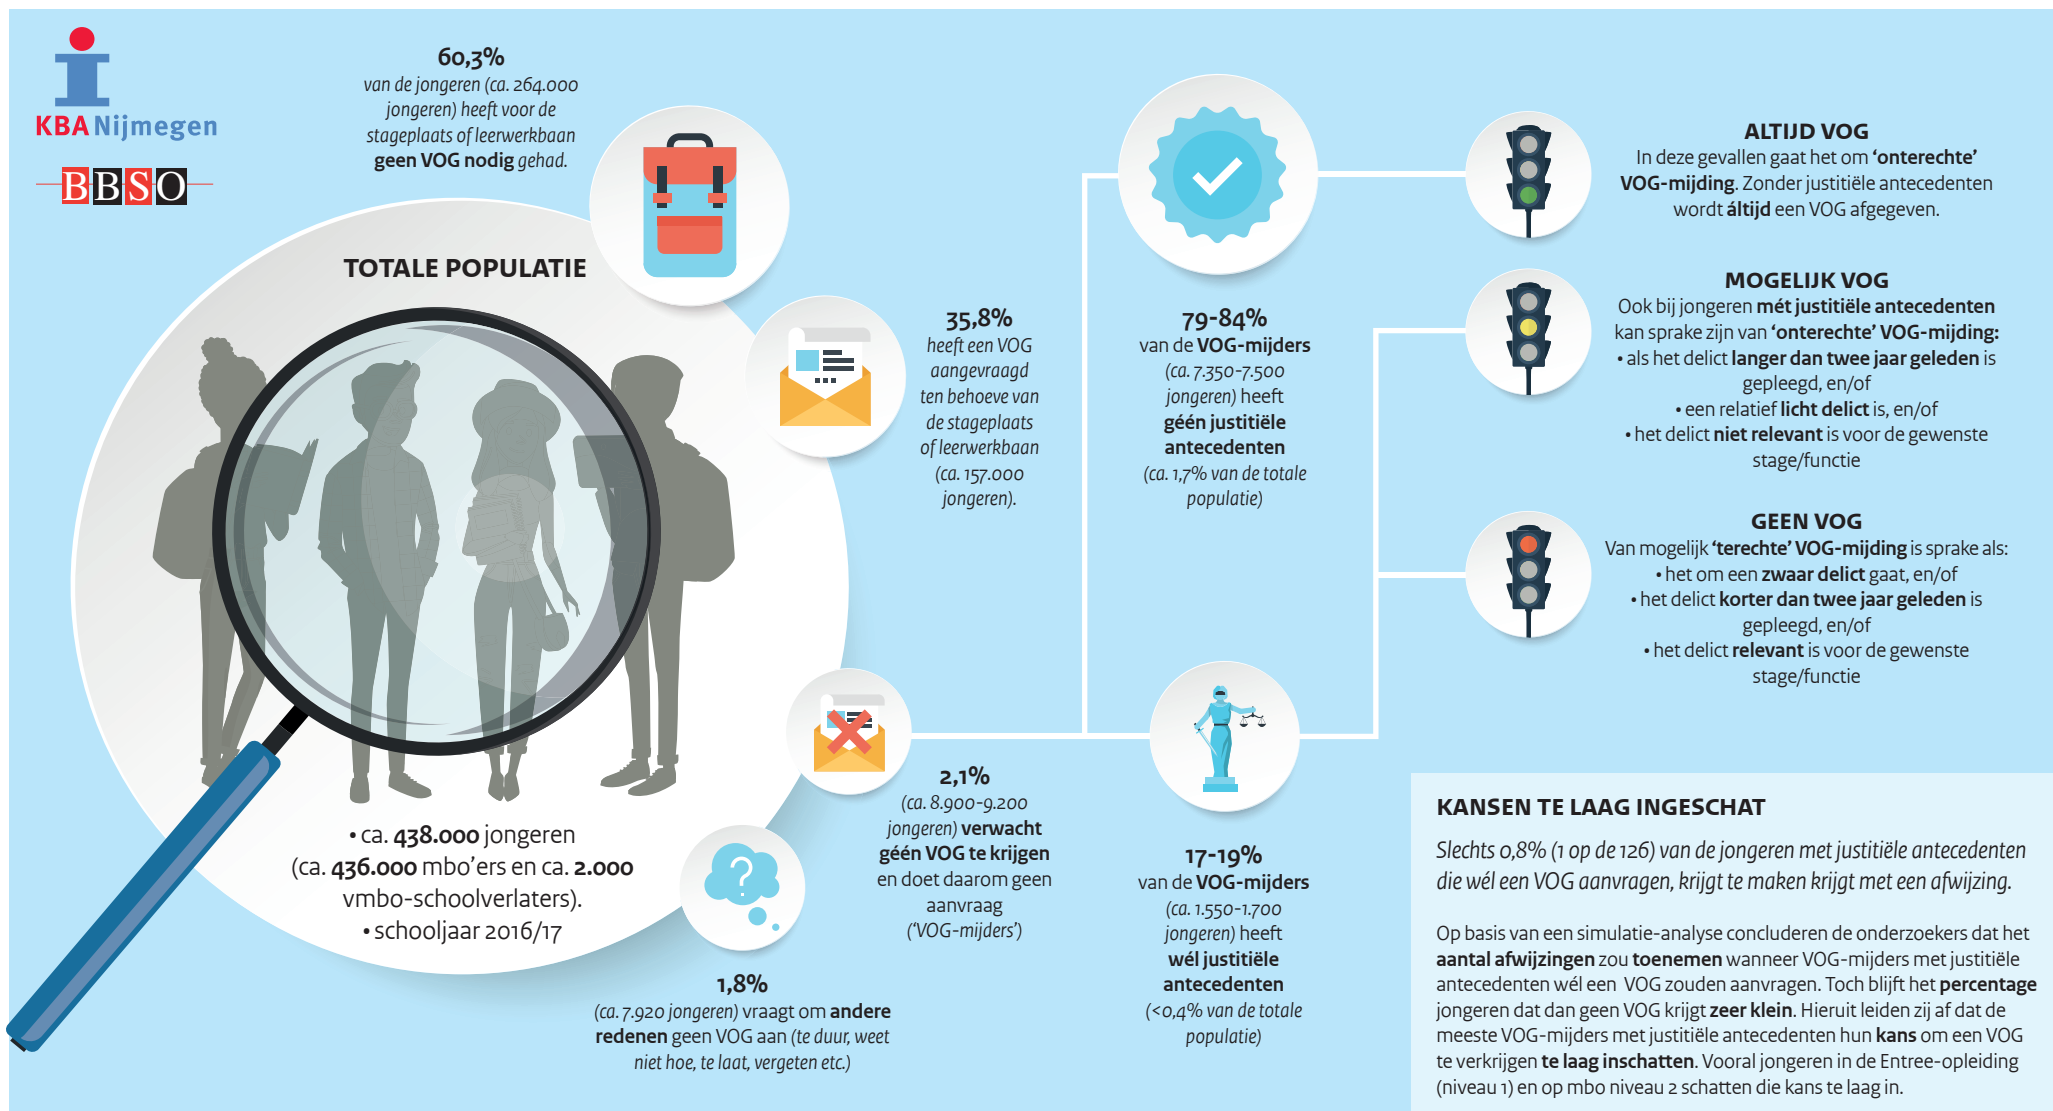 KBA Nijmegen
BBSO
60,3%
van de jongeren (ca. 264.000
jongeren) heeft voor de
stageplaats of leerwerkbaan
geen VOG nodig gehad.
TOTALE POPULATIE
• ca. 438.000 jongeren
(ca. 436.000 mbo’ers en ca. 2.000
vmbo-schoolverlaters).
• schooljaar 2016/17
35,8%
heeft een VOG
aangevraagd
ten behoeve van
de stageplaats
of leerwerkbaan
(ca. 157.000
jongeren).
2,1%
(ca. 8.900-9.200
jongeren) verwacht
géén VOG te krijgen
en doet daarom geen
aanvraag
(‘VOG-mijders’)
?
1,8%
(ca. 7.920 jongeren) vraagt om andere
redenen geen VOG aan (te duur, weet
niet hoe, te laat, vergeten etc.)
79-84%
van de VOG-mijders
(ca. 7.350-7.500
jongeren) heeft
géén justitiële
antecedenten
(ca. 1,7% van de totale
populatie)
17-19%
van de VOG-mijders
(ca. 1.550-1.700
jongeren) heeft
wél justitiële
antecedenten
(<0,4% van de totale
populatie)
ALTIJD VOG
In deze gevallen gaat het om ‘onterechte’
VOG-mijding. Zonder justitiële antecedenten
wordt áltijd een VOG afgegeven.
MOGELIJK VOG
Ook bij jongeren mét justitiële antecedenten
kan sprake zijn van ‘onterechte’ VOG-mijding:
• als het delict langer dan twee jaar geleden is
gepleegd, en/of
• een relatief licht delict is, en/of
• het delict niet relevant is voor de gewenste
stage/functie
GEEN VOG
Van mogelijk ‘terechte’ VOG-mijding is sprake als:
• het om een zwaar delict gaat, en/of
• het delict korter dan twee jaar geleden is
gepleegd, en/of
• het delict relevant is voor de gewenste
stage/functie
KANSEN TE LAAG INGESCHAT
Slechts 0,8% (1 op de 126) van de jongeren met justitiële antecedenten
die wél een VOG aanvragen, krijgt te maken krijgt met een afwijzing.
Op basis van een simulatie-analyse concluderen de onderzoekers dat het
aantal afwijzingen zou toenemen wanneer VOG-mijders met justitiële
antecedenten wél een VOG zouden aanvragen. Toch blijft het percentage
jongeren dat dan geen VOG krijgt zeer klein. Hieruit leiden zij af dat de
meeste VOG-mijders met justitiële antecedenten hun kans om een VOG
te verkrijgen te laag inschatten. Vooral jongeren in de Entree-opleiding
(niveau 1) en op mbo niveau 2 schatten die kans te laag in.